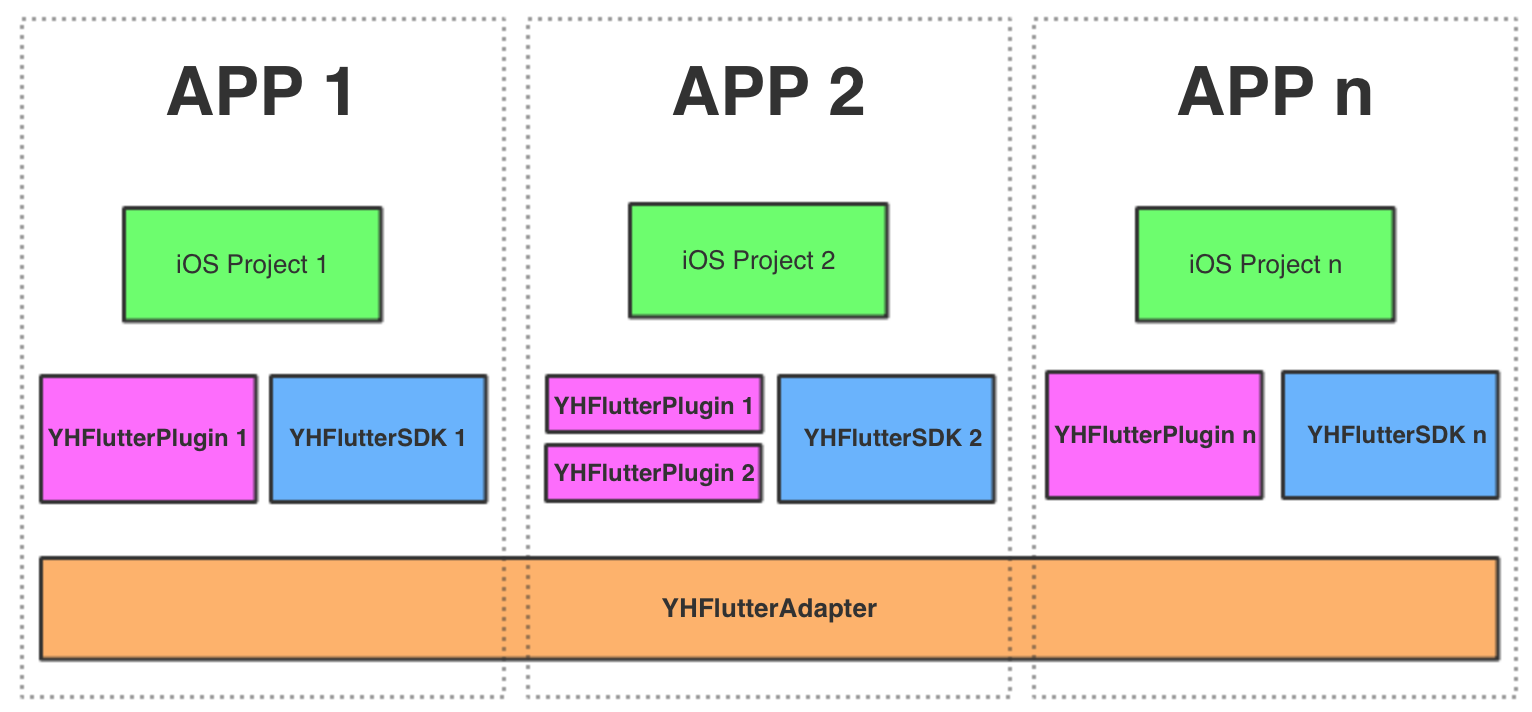 APP 1
APP 2
APP n
iOS Project 1
iOS Project 2
iOS Project n
YHFlutterPlugin 1
YHFlutterSDK 1
YHFlutterPlugin 1
YHFlutterPlugin 2
YHFlutterSDK 2
YHFlutterPlugin n
YHFlutterSDK n
YHFlutterAdapter